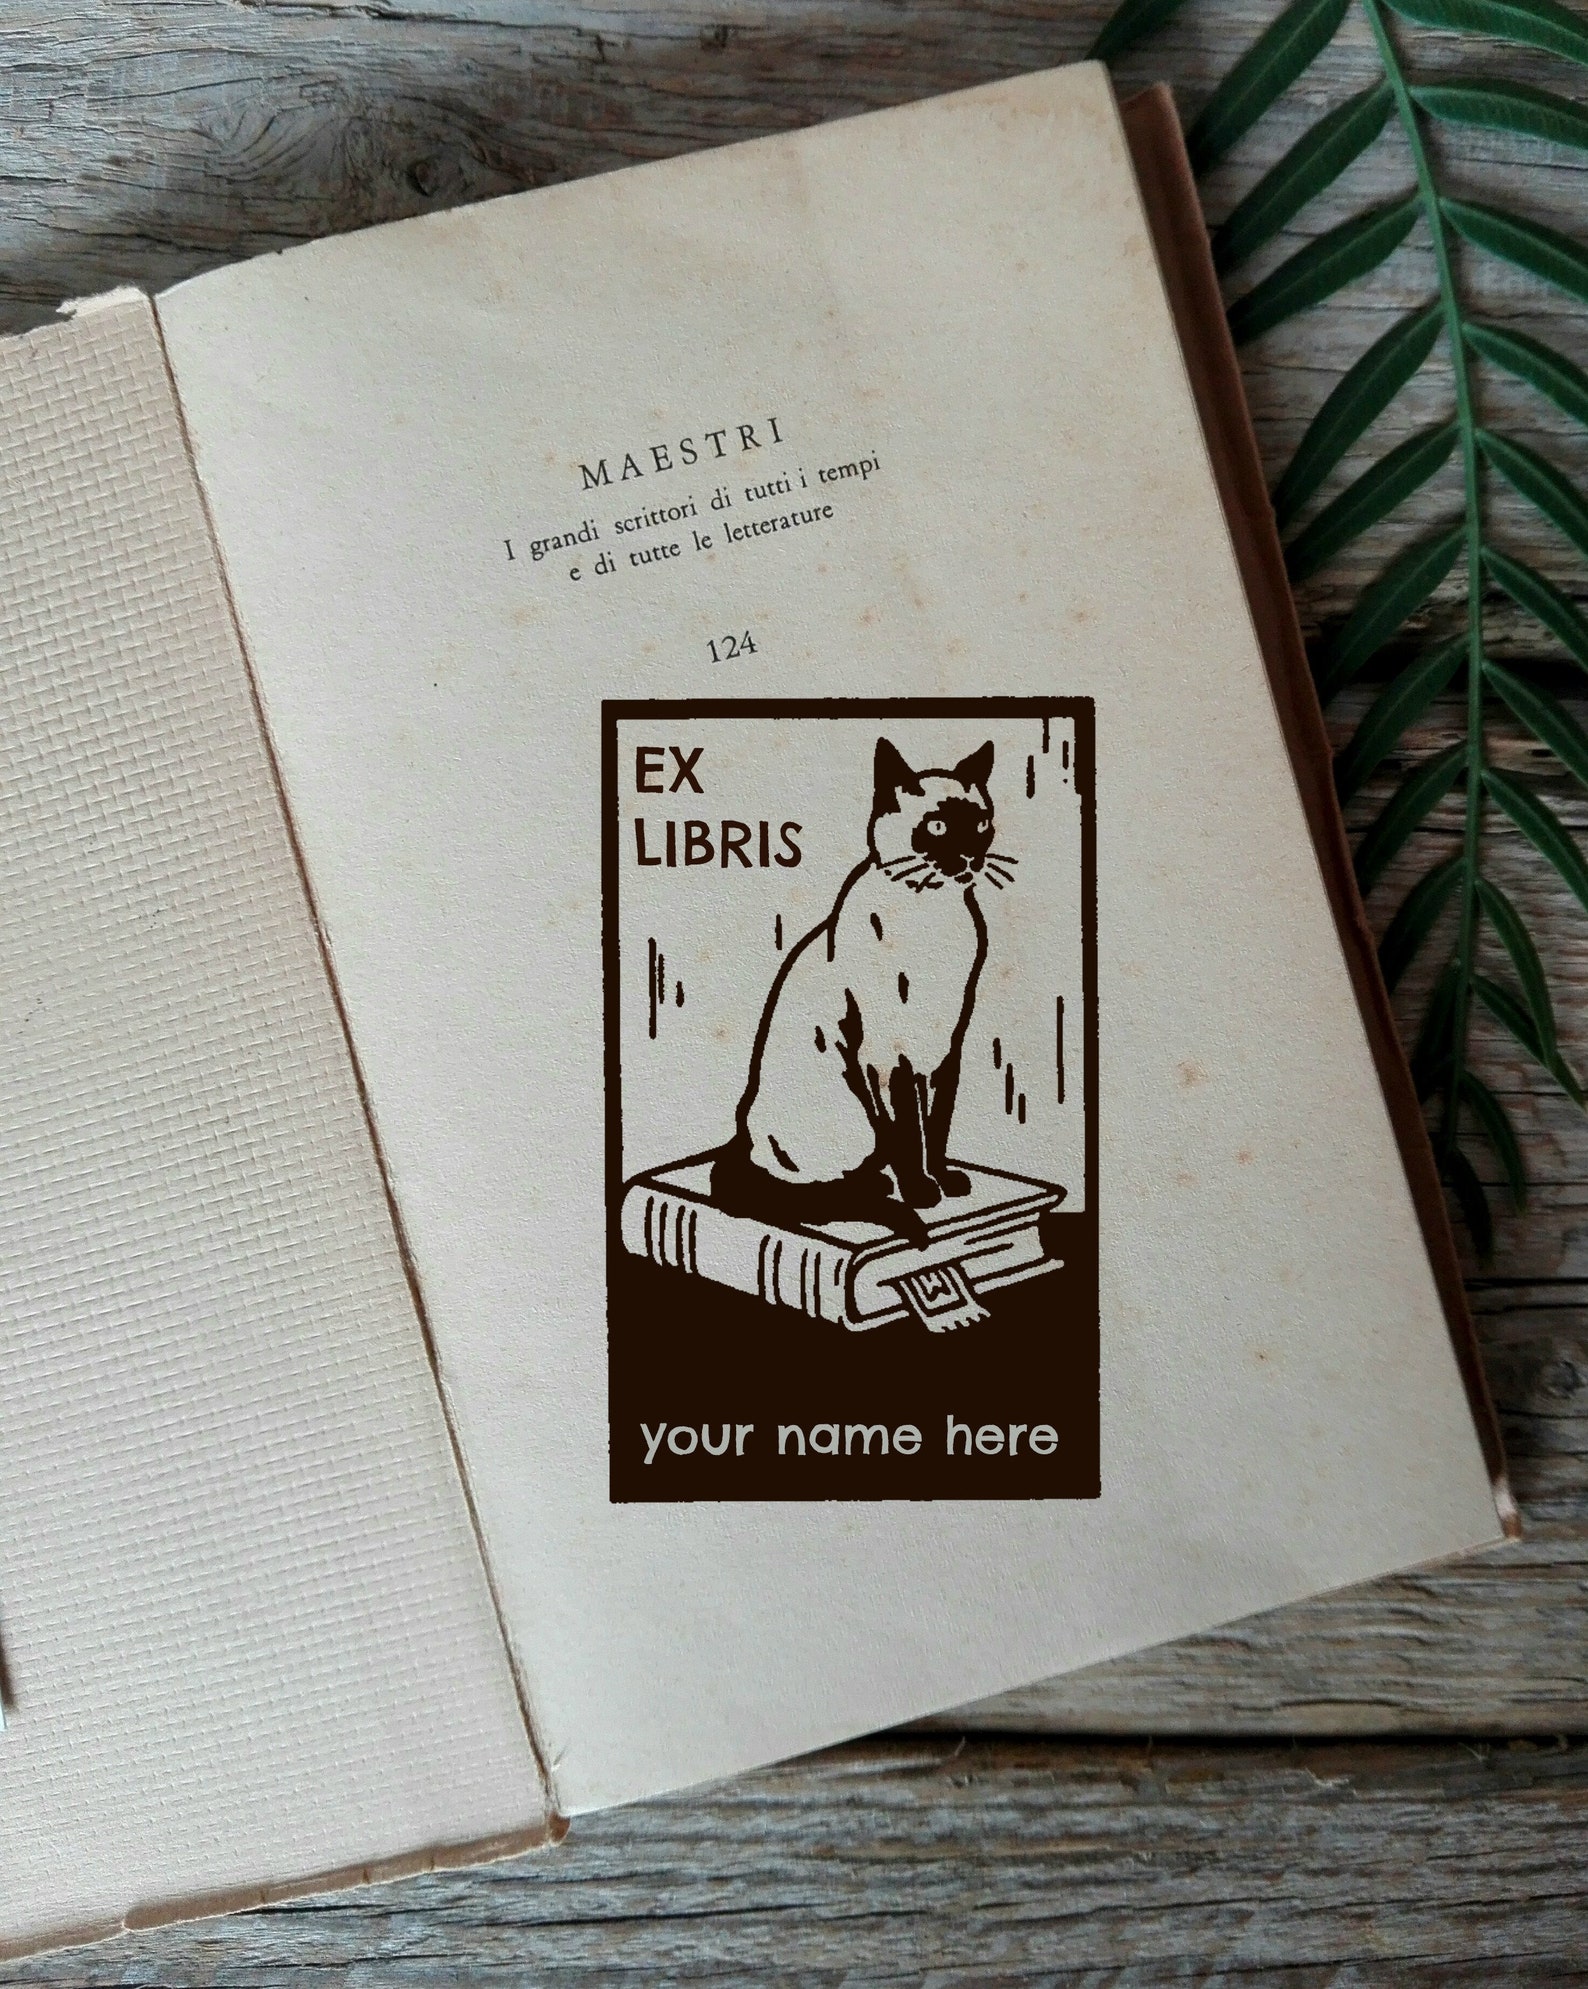 MAESTRI
I grandi scrittori di tutti i tempi
e di tutte le letterature
124
EX
LIBRIS
your name here